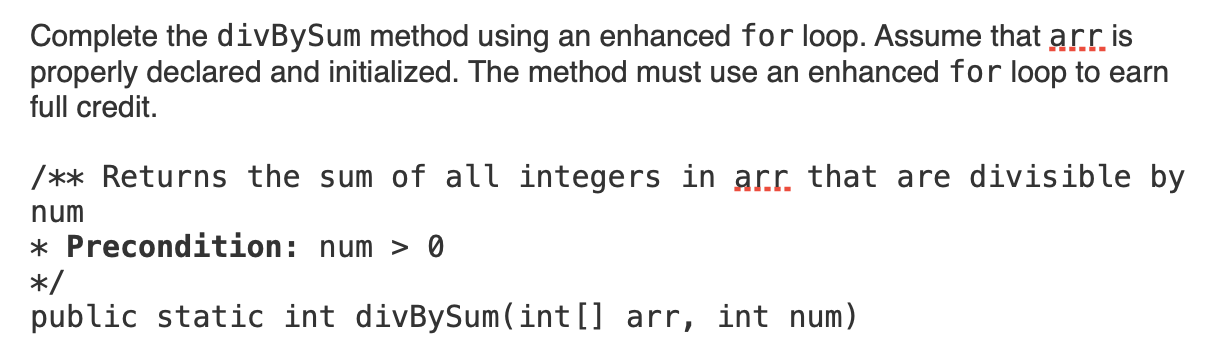 Complete the divBySum method using an enhanced for loop. Assume that arr is
properly declared and initialized. The method must use an enhanced for loop to earn
full credit.
/** Returns the sum of all integers in arr that are divisible by
num
* Precondition: num > 0
*/
public static int divBySum(int[] arr, int num)